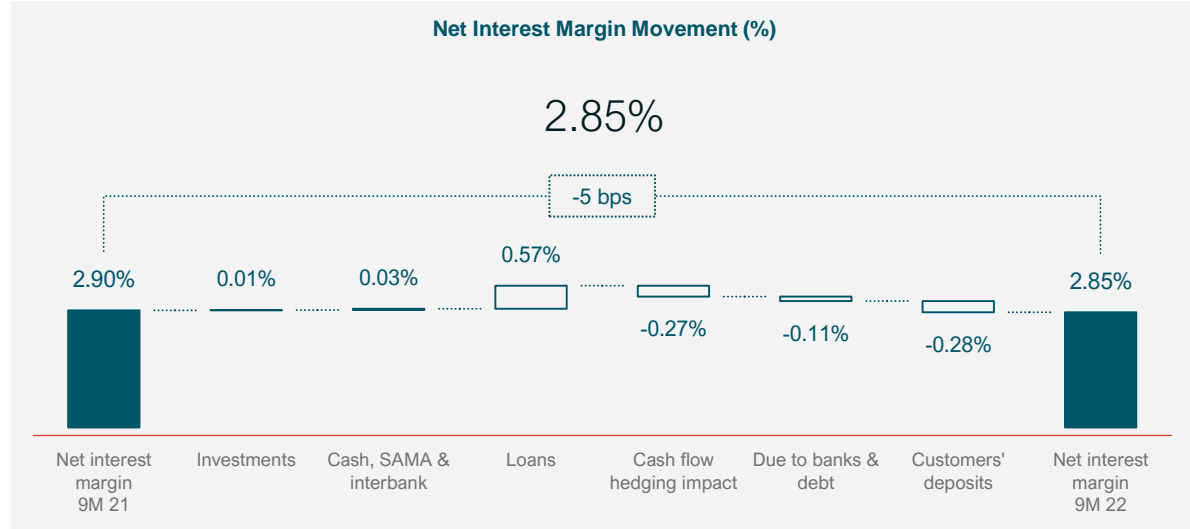 Net Interest Margin Movement (%)
2.85%
-5 bps
2.90%
0.01%
0.03%
0.57%
-0.27%
-0.11%
-0.28%
2.85%
Net interest
margin
9M 21
Investments
Cash, SAMA &
interbank
Loans
Cash flow
hedging impact
Due to banks &
debt
Customers'
deposits
Net interest
margin
9M 22